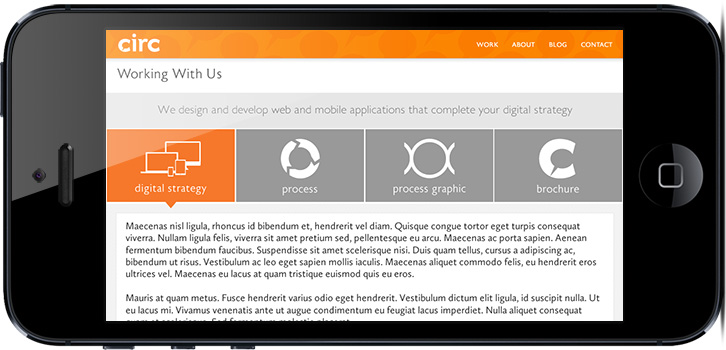 circ
WORK ABOUT BLOG CONTACT
Working With Us
We design and develop web and mobile applications that complete your digital strategy
digital strategy process process graphic brochure
Maecenas nisl ligula, rhoncus id bibendum et, hendrerit vel diam. Quisque congue tortor eget turpis consequat
viverra. Nullam ligula felis, viverra sit amet pretium sed, pellentesque eu arcu. Maecenas ac porta sapien. Aenean
fermentum bibendum faucibus. Suspendisse sit amet scelerisque nisi. Duis quam tellus, cursus a adipiscing ac,
bibendum ut risus. Vestibulum ac leo eget sapien mollis iaculis. Maecenas aliquet commodo felis, eu hendrerit eros
ultrices vel. Maecenas eu lacus at quam tristique euismod quis eu eros.
Mauris at quam metus. Fusce hendrerit varius odio eget hendrerit. Vestibulum dictum elit ligula, id suscipit nulla. Ut
eu lacus mi. Vivamus venenatis ante ut augue condimentum eu feugiat lacus imperdiet. Nulla aliquet consequat